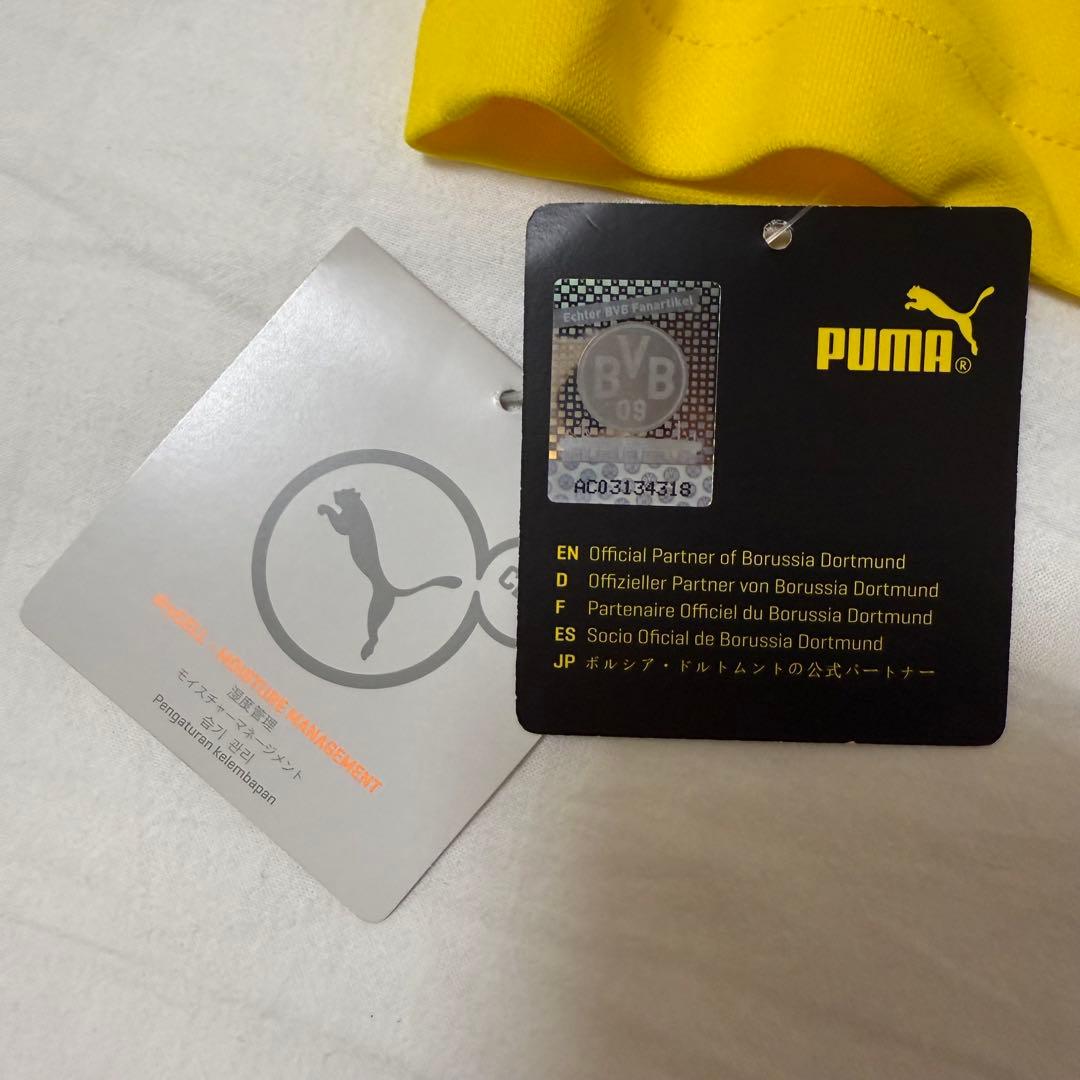 Echter BVB Fanartikel
BVB
09
AC03134318
PUMA®
EN Official Partner of Borussia Dortmund
D Offizieller Partner von Borussia Dortmund
F Partenaire Officiel du Borussia Dortmund
ES Socio Oficial de Borussia Dortmund
JP ボルシア・ドルトムントの公式パートナー
MOISTURE MANAGEMENT
湿度管理
モイスチャーマネージメント
습기 관리
Pengaturan kelembapan